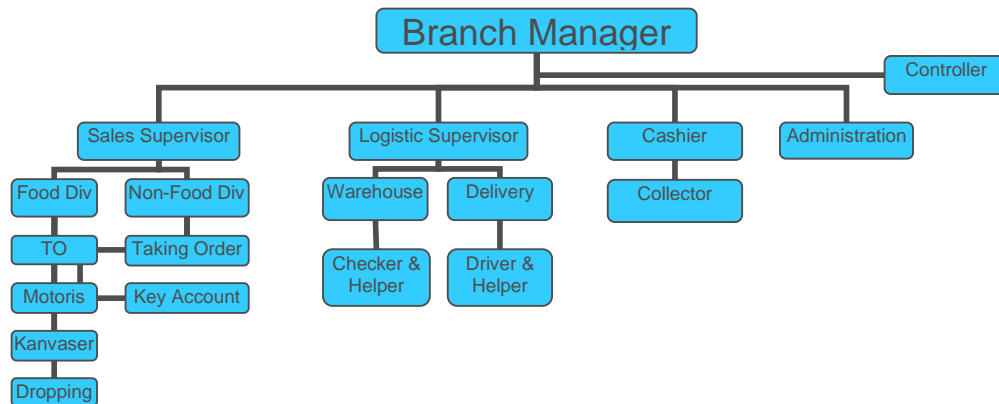 Branch Manager
Controller
Sales Supervisor
Logistic Supervisor
Cashier
Administration
Food Div
Non-Food Div
Warehouse
Delivery
Collector
TO
Taking Order
Checker &
Helper
Driver &
Helper
Motoris
Key Account
Kanvaser
Dropping